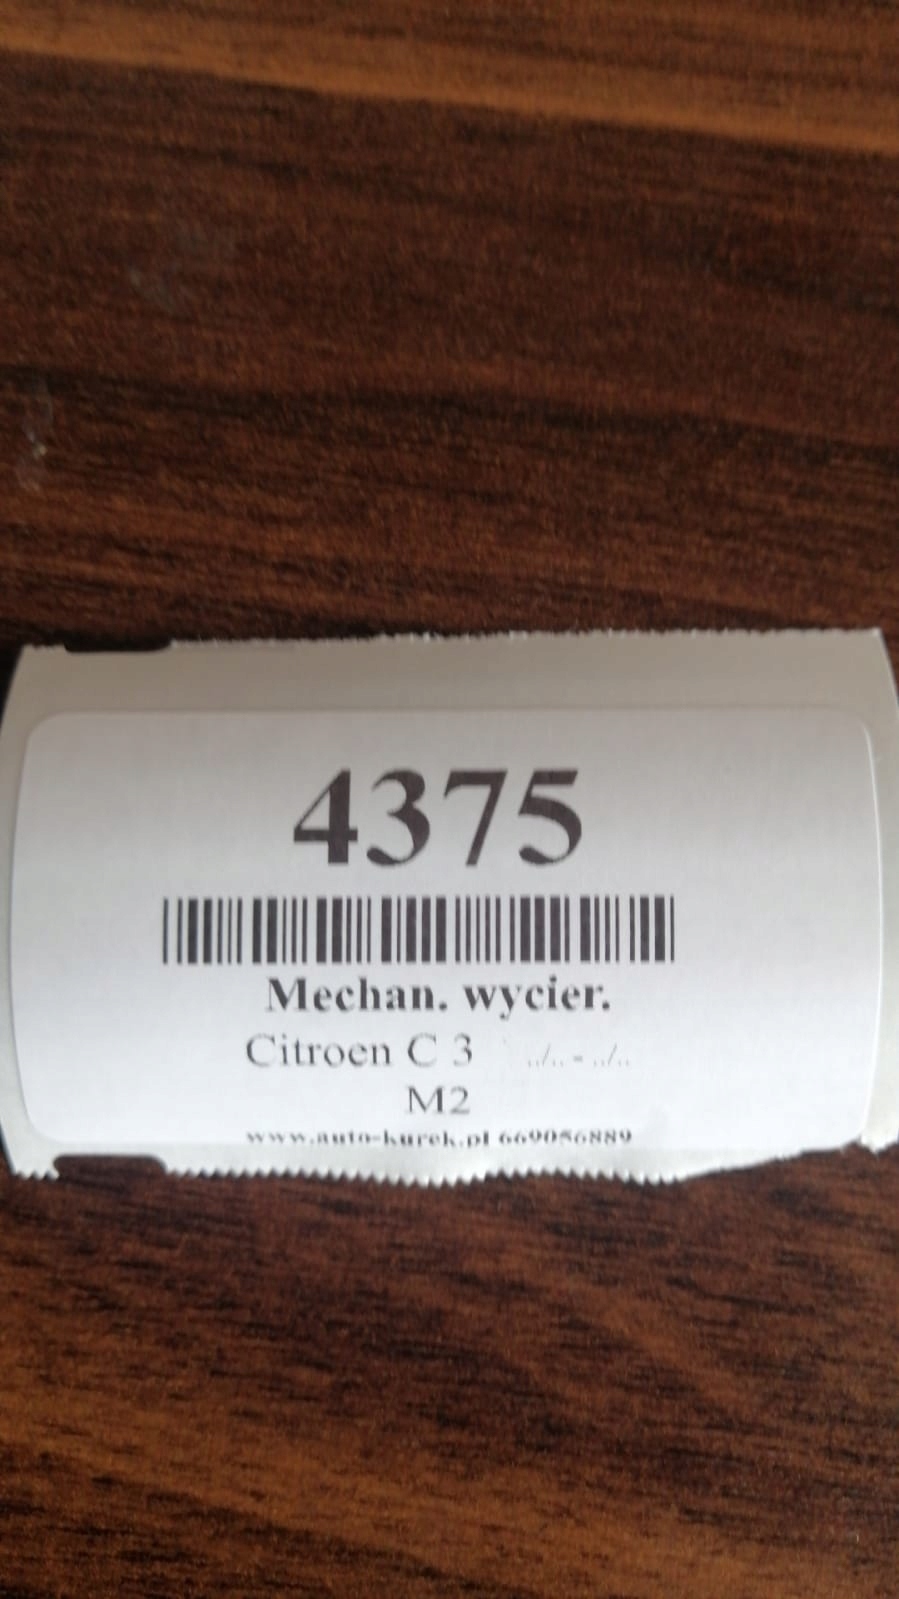 4375
Mechan. wycier.
Citroen C 3 ../.. - ../..
M2
www.auto-kurek.pl 669056889